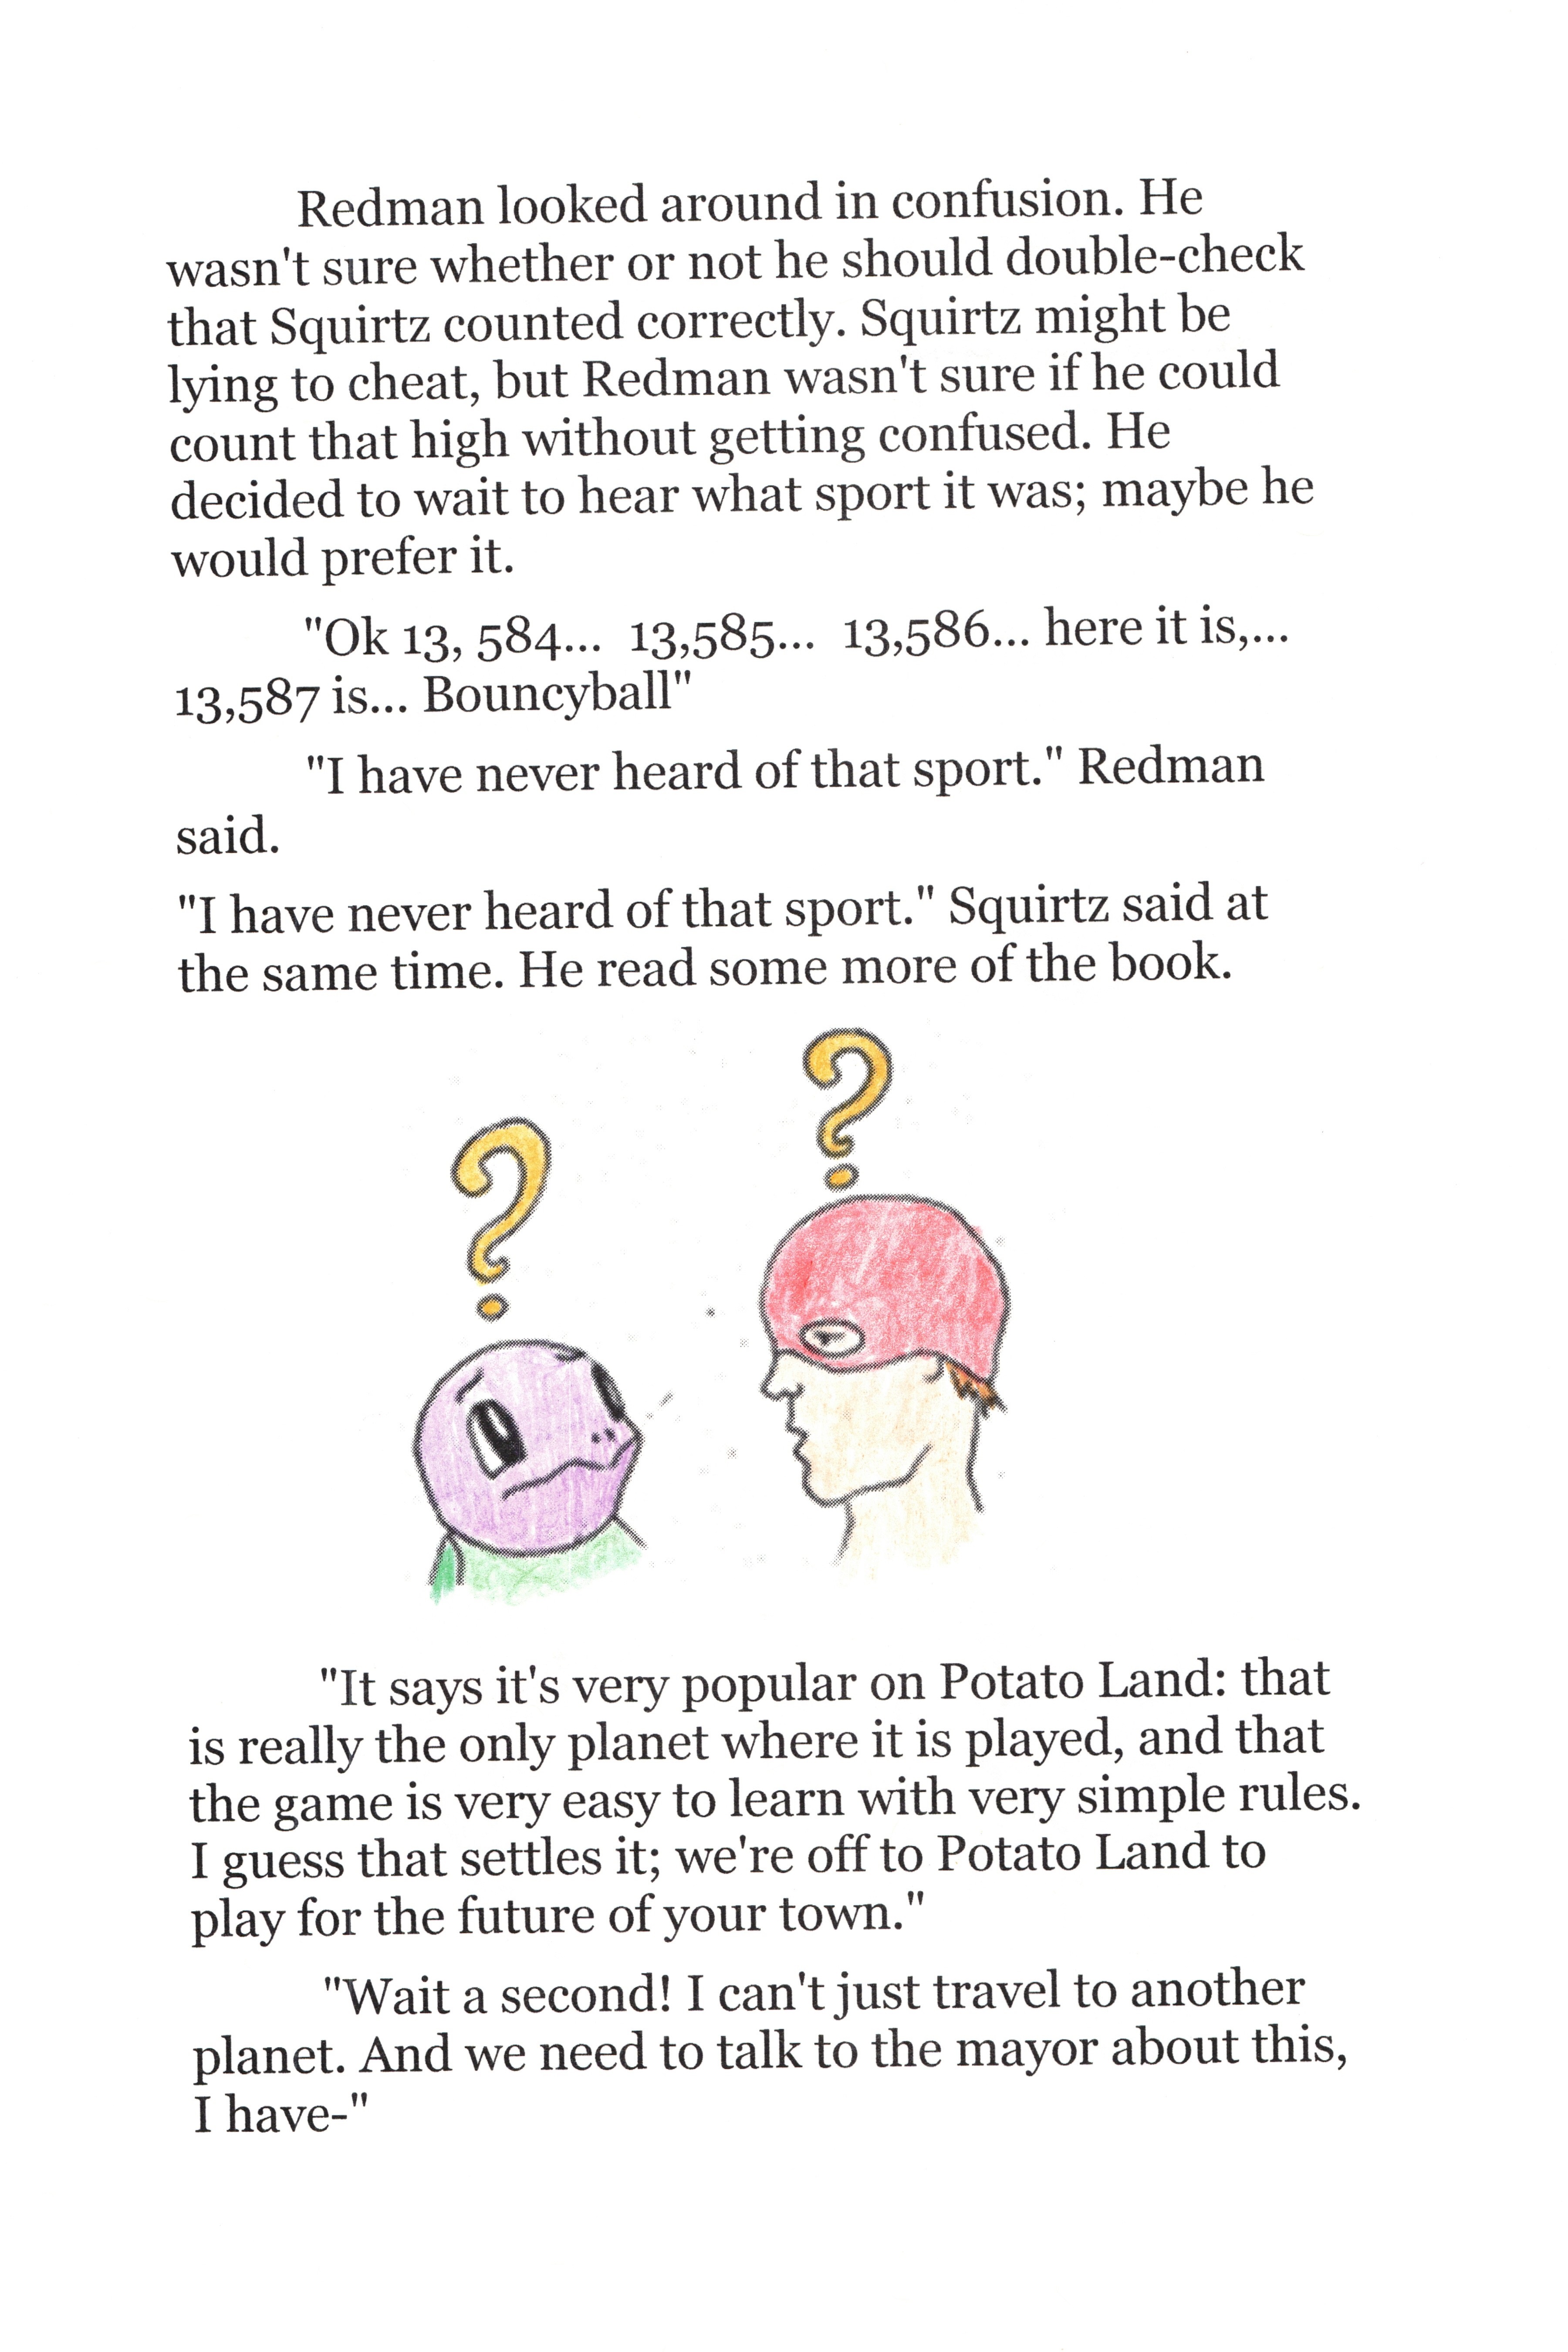 Redman looked around in confusion. He
wasn't sure whether or not he should double-check
that Squirtz counted correctly. Squirtz might be
lying to cheat, but Redman wasn't sure if he could
count that high without getting confused. He
decided to wait to hear what sport it was; maybe he
would prefer it.
"Ok 13, 584... 13,585... 13,586... here it is,...
13,587 is... Bouncyball"
"I have never heard of that sport." Redman
said.
"I have never heard of that sport." Squirtz said at
the same time. He read some more of the book.
?
?
"It says it's very popular on Potato Land: that
is really the only planet where it is played, and that
the game is very easy to learn with very simple rules.
I guess that settles it; we're off to Potato Land to
play for the future of your town."
"Wait a second! I can't just travel to another
planet. And we need to talk to the mayor about this,
I have-"